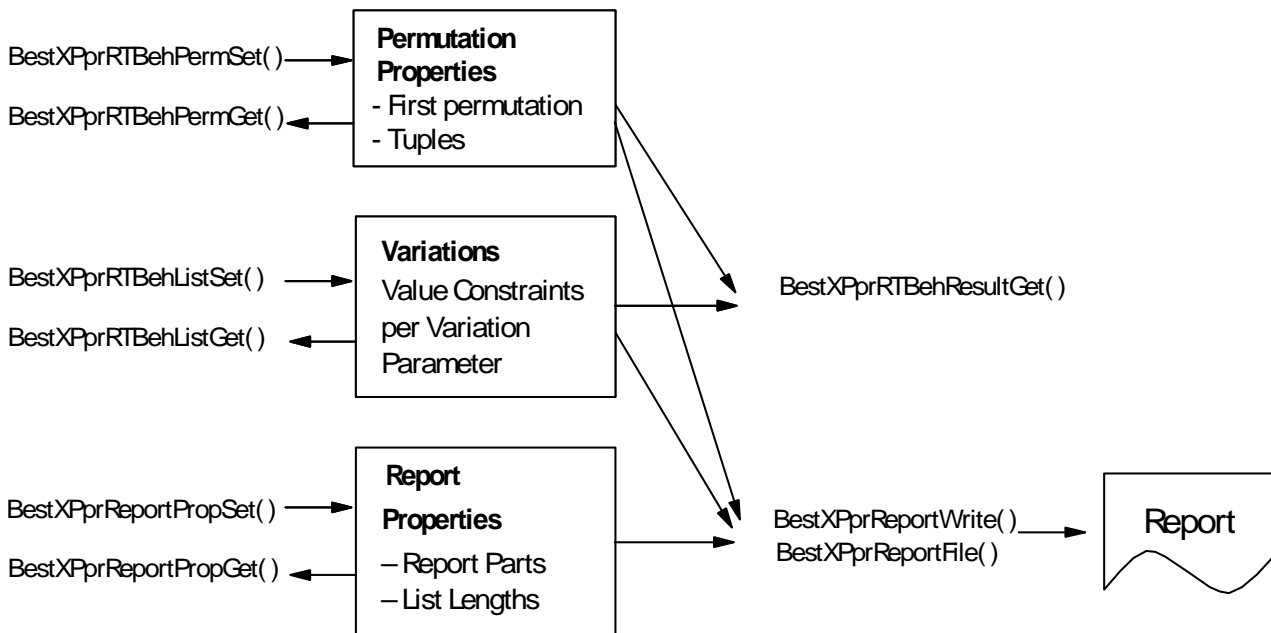 BestXPprRTBehPermSet( )
BestXPprRTBehPermGet( )
Permutation
Properties
- First permutation
- Tuples
BestXPprRTBehListSet( )
BestXPprRTBehListGet( )
Variations
Value Constraints
per Variation
Parameter
BestXPprRTBehResultGet( )
BestXPprReportPropSet( )
BestXPprReportPropGet( )
Report
Properties
– Report Parts
– List Lengths
BestXPprReportWrite( )
BestXPprReportFile( )
Report